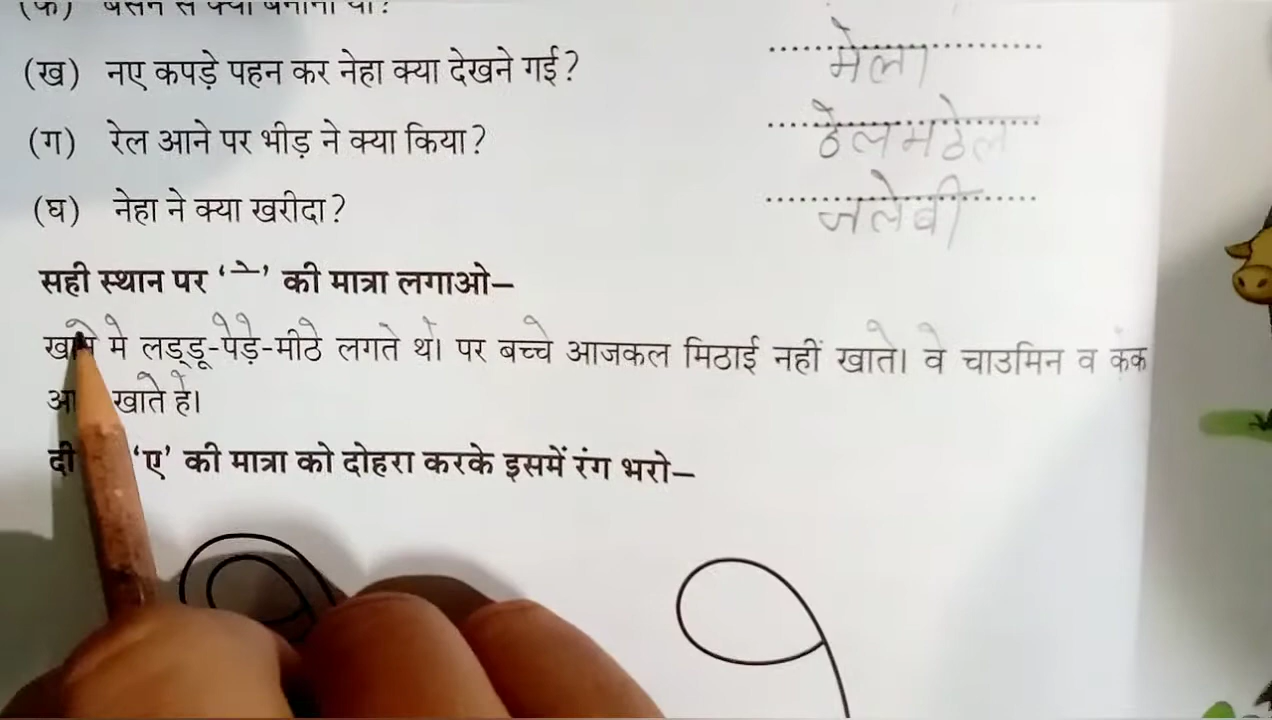 (ख) नए कपड़े पहन कर नेहा क्या देखने गई?
मेला
(ग) रेल आने पर भीड़ ने क्या किया?
ठेलमठेल
(घ) नेहा ने क्या खरीदा?
जलेबी
सही स्थान पर ‘े’ की मात्रा लगाओ–
मे लड्डू-पेड़े-मीठे लगते थे। पर बच्चे आजकल मिठाई नहीं खाते। वे चाउमिन व
खाते हे।
‘ए’ की मात्रा को दोहरा करके इसमें रंग भरो–